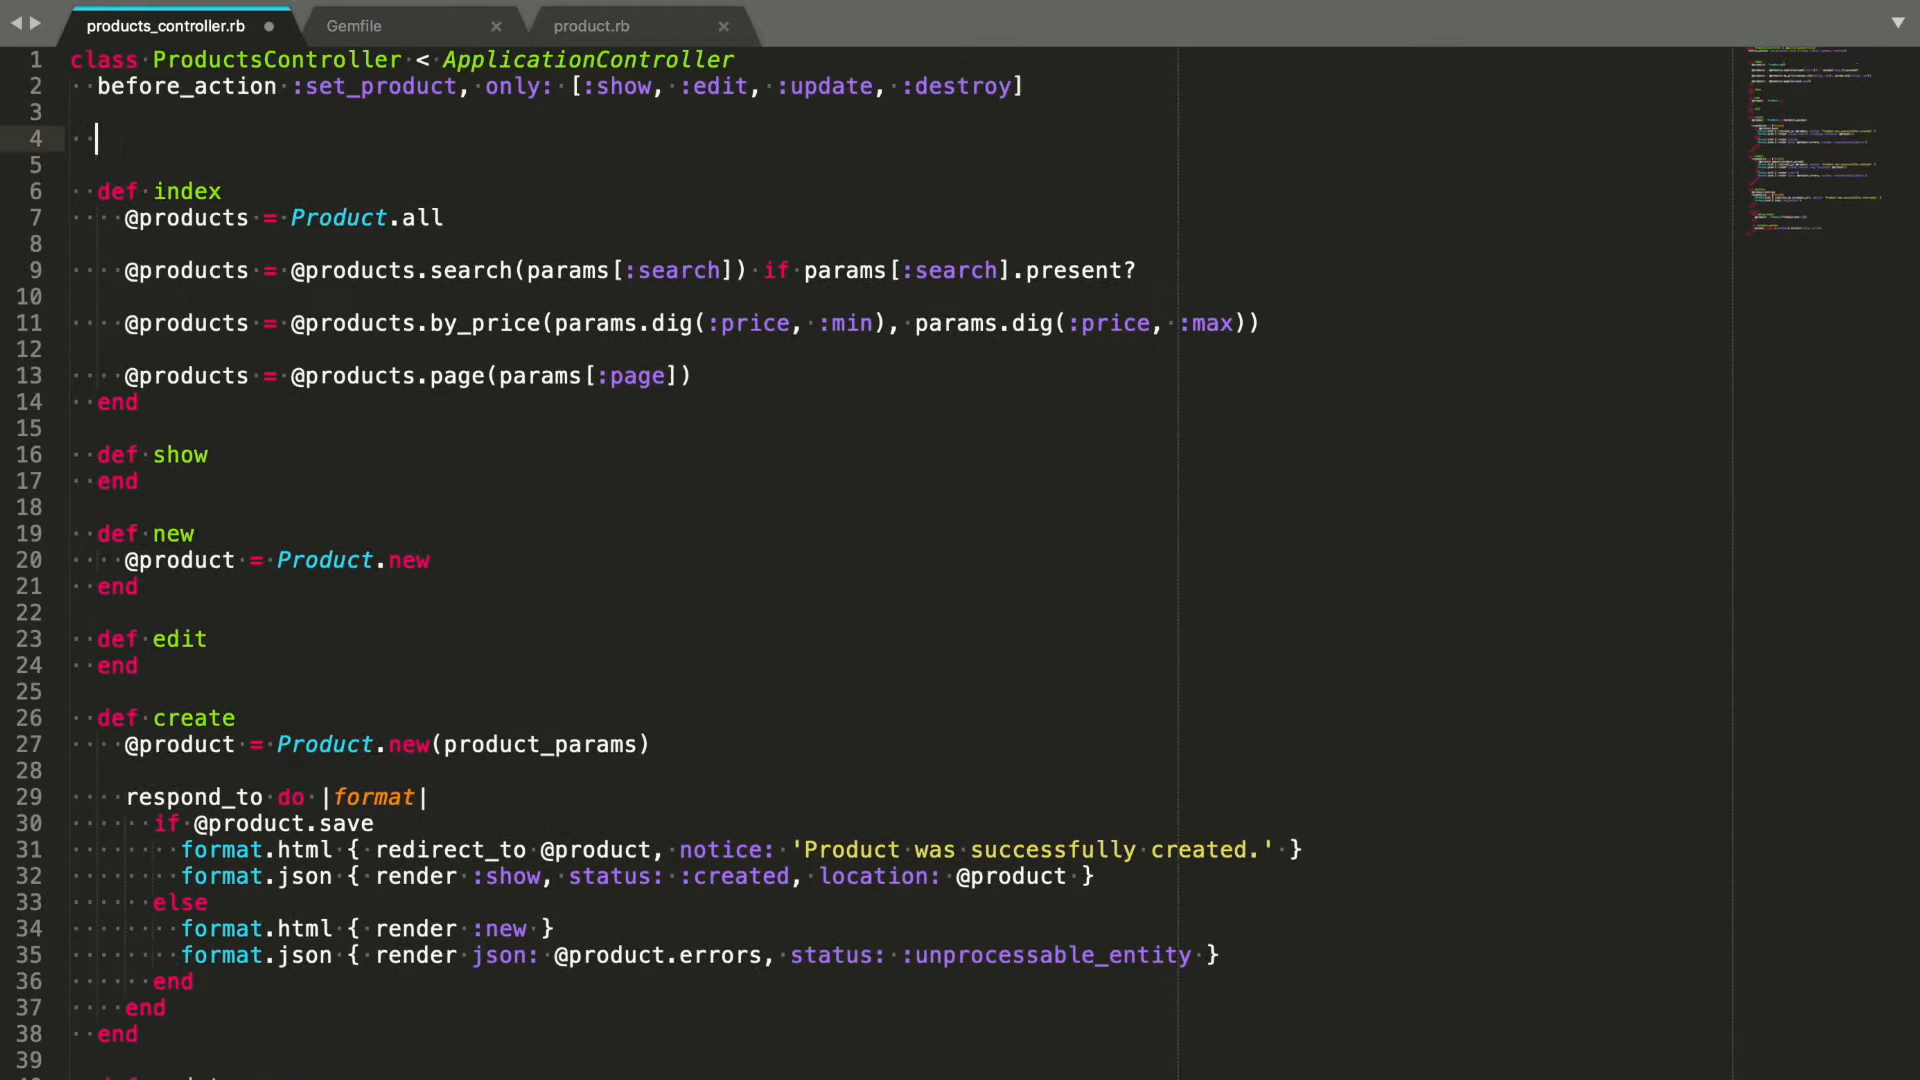 products_controller.rb
Gemfile
product.rb
1 class ProductsController < ApplicationController
2 before_action :set_product, only: [:show, :edit, :update, :destroy]
3
4
5
6 def index
7 @products = Product.all
8
9 @products = @products.search(params[:search]) if params[:search].present?
10
11 @products = @products.by_price(params.dig(:price, :min), params.dig(:price, :max))
12
13 @products = @products.page(params[:page])
14 end
15
16 def show
17 end
18
19 def new
20 @product = Product.new
21 end
22
23 def edit
24 end
25
26 def create
27 @product = Product.new(product_params)
28
29 respond_to do |format|
30 if @product.save
31 format.html { redirect_to @product, notice: 'Product was successfully created.' }
32 format.json { render :show, status: :created, location: @product }
33 else
34 format.html { render :new }
35 format.json { render json: @product.errors, status: :unprocessable_entity }
36 end
37 end
38 end
39